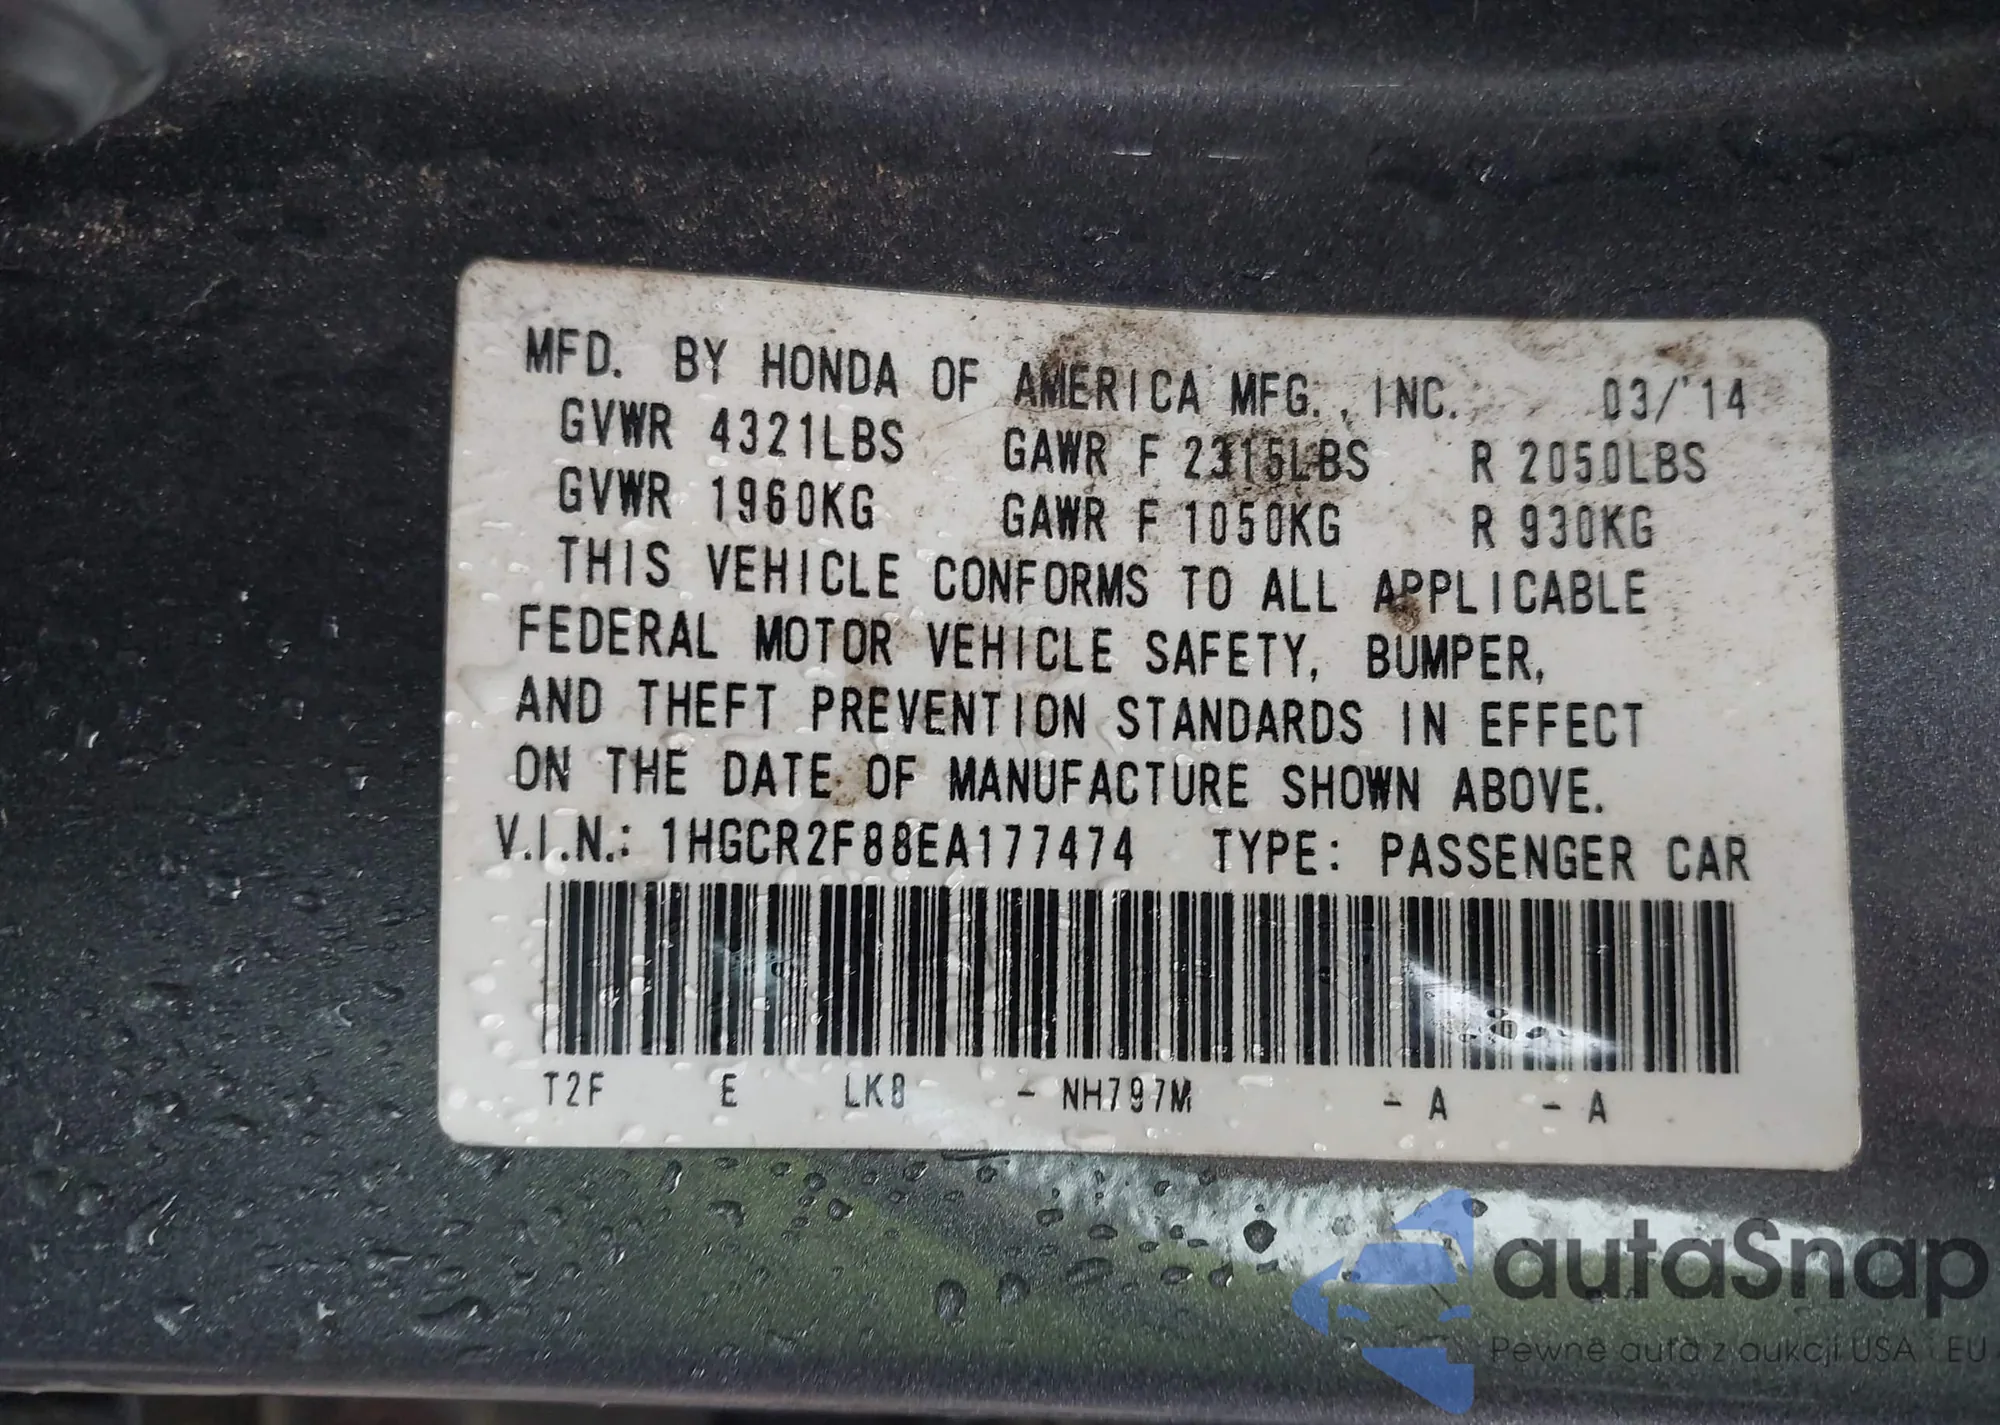 MFD. BY HONDA OF AMERICA MFG., INC. 03/'14
GVWR 4321LBS GAWR F 2315LBS R 2050LBS
GVWR 1960KG GAWR F 1050KG R 930KG
THIS VEHICLE CONFORMS TO ALL APPLICABLE
FEDERAL MOTOR VEHICLE SAFETY, BUMPER,
AND THEFT PREVENTION STANDARDS IN EFFECT
ON THE DATE OF MANUFACTURE SHOWN ABOVE.
V.I.N.: 1HGCR2F88EA177474 TYPE: PASSENGER CAR
T2F E LK8 - NH797M - A - A
autaSnap
Pewne auta z aukcji USA i EU